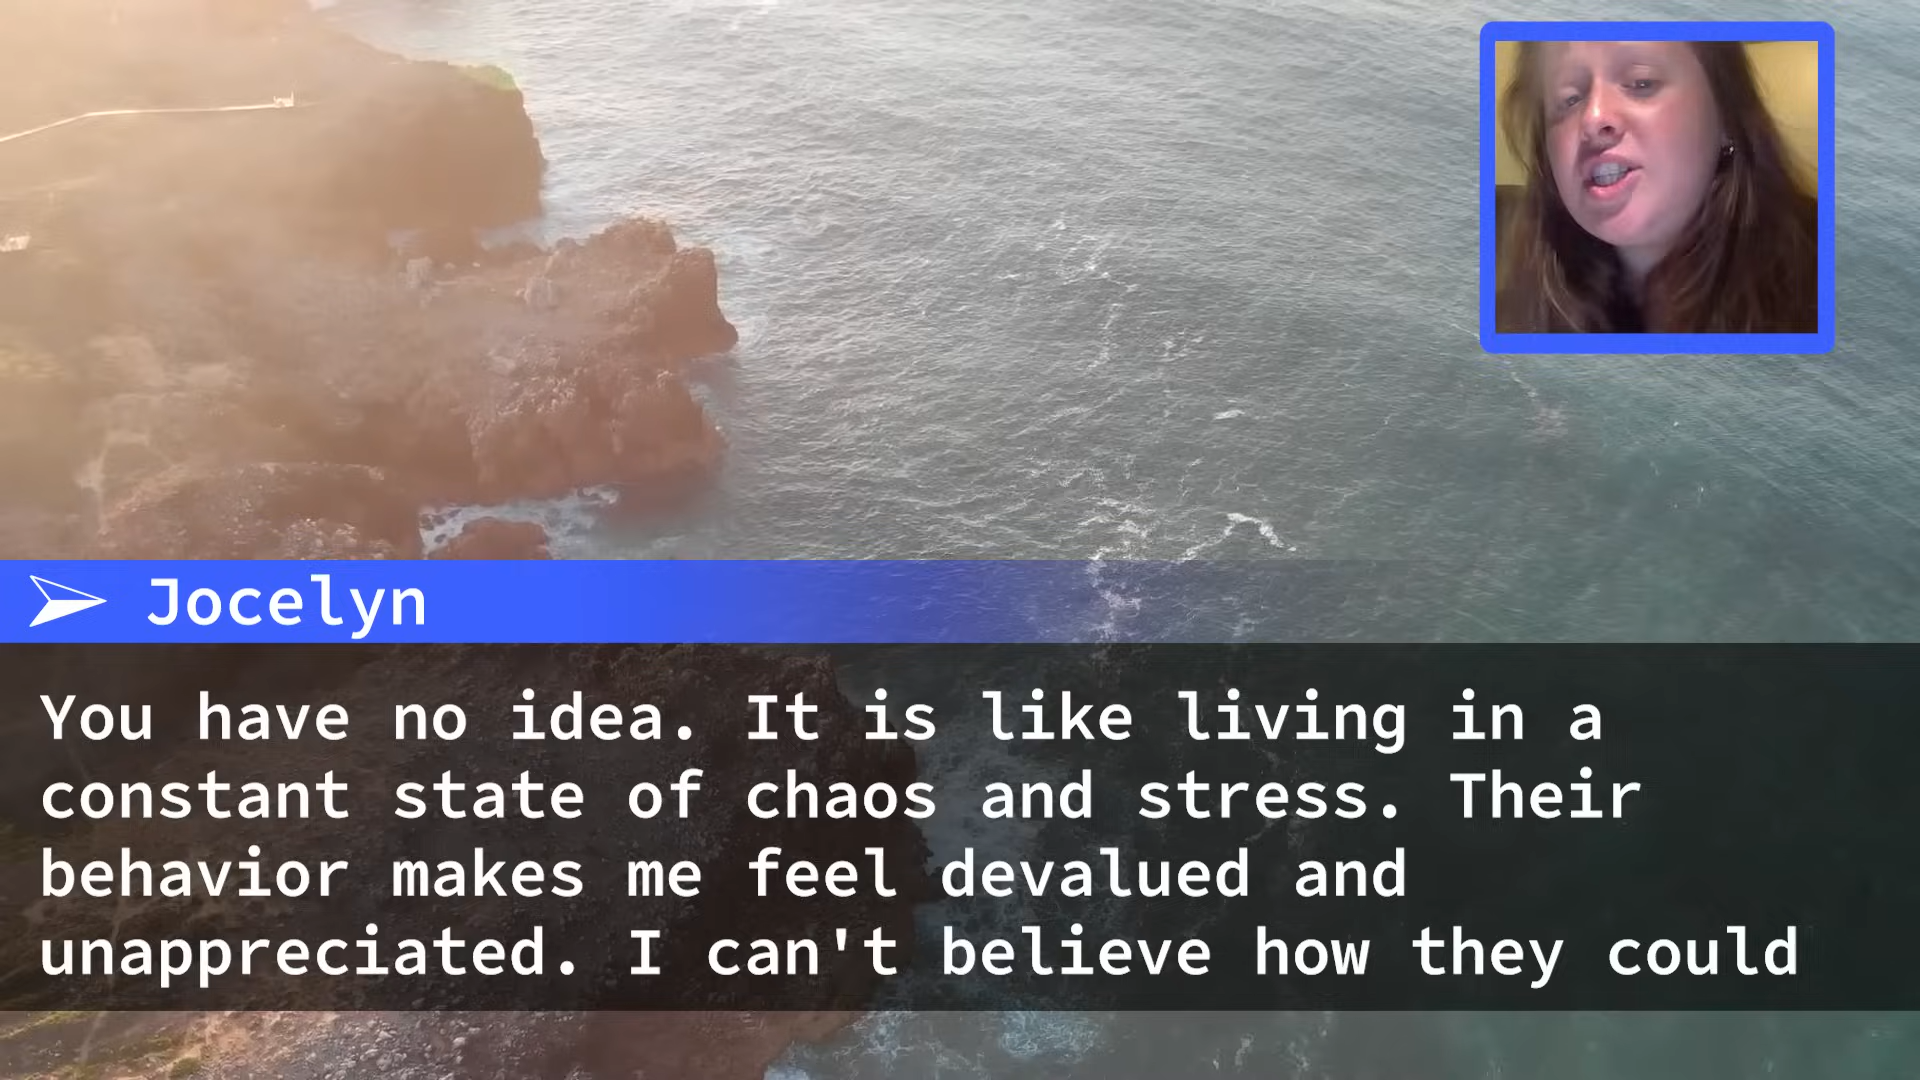 Jocelyn
You have no idea. It is like living in a
constant state of chaos and stress. Their
behavior makes me feel devalued and
unappreciated. I can't believe how they could